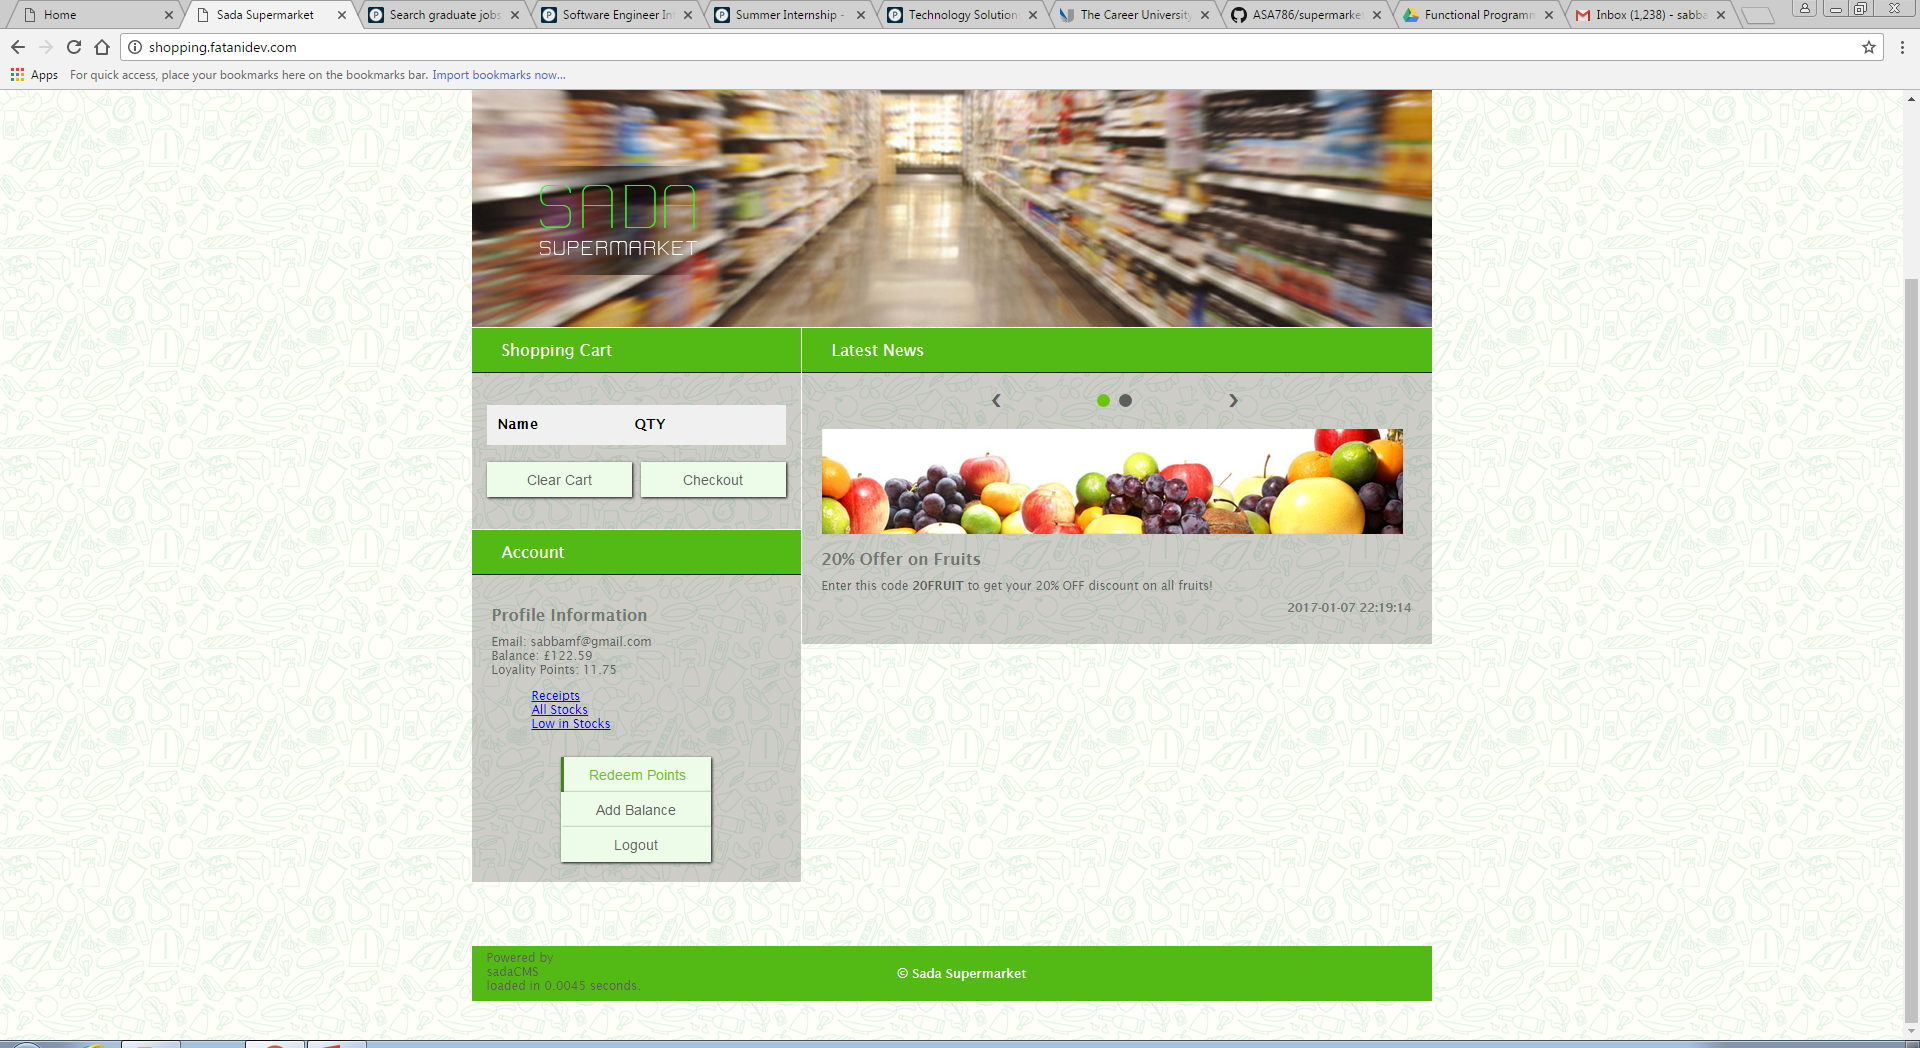 Home
Sada Supermarket
Search graduate jobs
Software Engineer In
Summer Internship -
Technology Solution
The Career University
ASA786/supermarke
Functional Programm
Inbox (1,238) - sabba
shopping.fatanidev.com
Apps
For quick access, place your bookmarks here on the bookmarks bar. Import bookmarks now...
SADA
SUPERMARKET
Shopping Cart
Latest News
Name QTY
Clear Cart Checkout
20% Offer on Fruits
Enter this code 20FRUIT to get your 20% OFF discount on all fruits!
2017-01-07 22:19:14
Account
Profile Information
Email: sabbamf@gmail.com
Balance: £122.59
Loyality Points: 11.75
Receipts
All Stocks
Low in Stocks
Redeem Points
Add Balance
Logout
Powered by
sadaCMS
loaded in 0.0045 seconds.
© Sada Supermarket